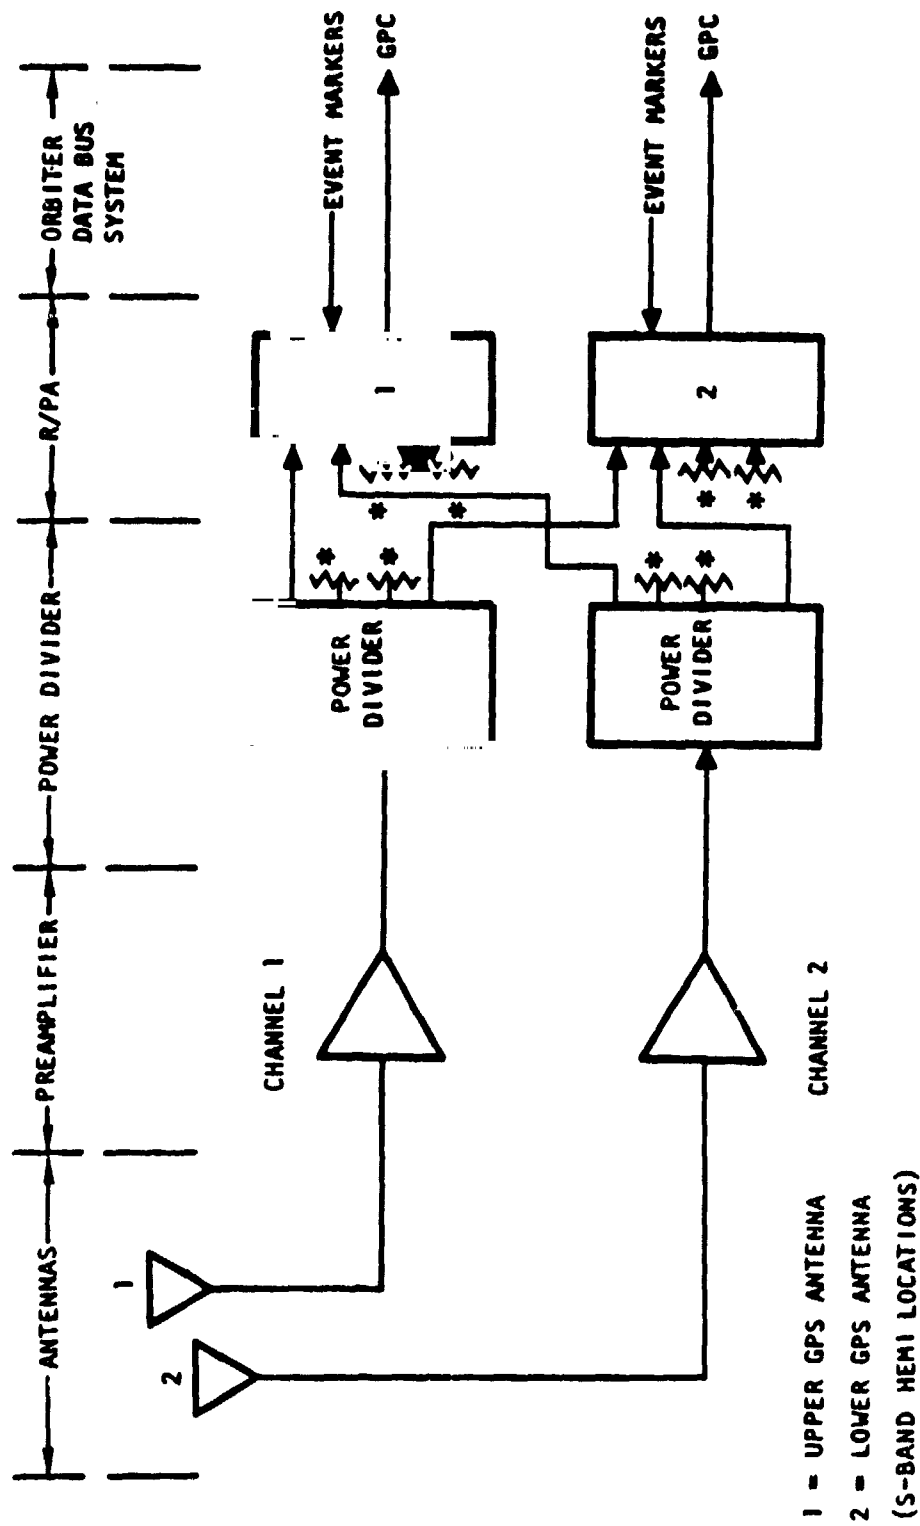 ANTENNAS
PREAMPLIFIER
POWER DIVIDER
R/PA
ORBITER
DATA BUS
SYSTEM
1
2
CHANNEL 1
POWER
DIVIDER
*
*
*
*
1
EVENT MARKERS
GPC
POWER
DIVIDER
*
*
*
*
2
EVENT MARKERS
GPC
CHANNEL 2
1 = UPPER GPS ANTENNA
2 = LOWER GPS ANTENNA
(S-BAND HEMI LOCATIONS)